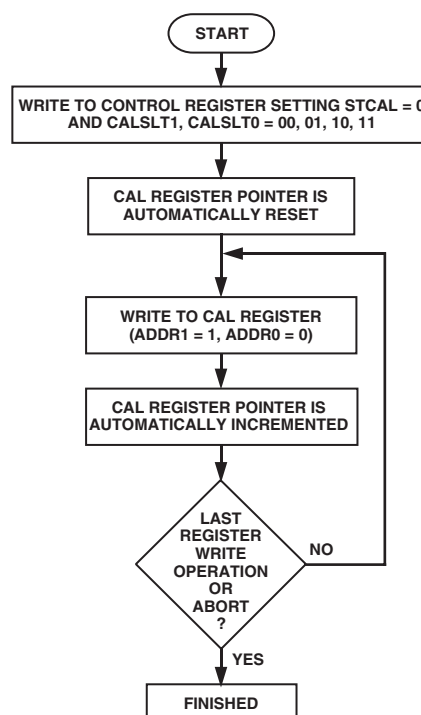 START
WRITE TO CONTROL REGISTER SETTING STCAL = 0
AND CALSLT1, CALSLT0 = 00, 01, 10, 11
CAL REGISTER POINTER IS
AUTOMATICALLY RESET
WRITE TO CAL REGISTER
(ADDR1 = 1, ADDR0 = 0)
CAL REGISTER POINTER IS
AUTOMATICALLY INCREMENTED
LAST
REGISTER
WRITE
OPERATION
OR
ABORT
?
NO
YES
FINISHED